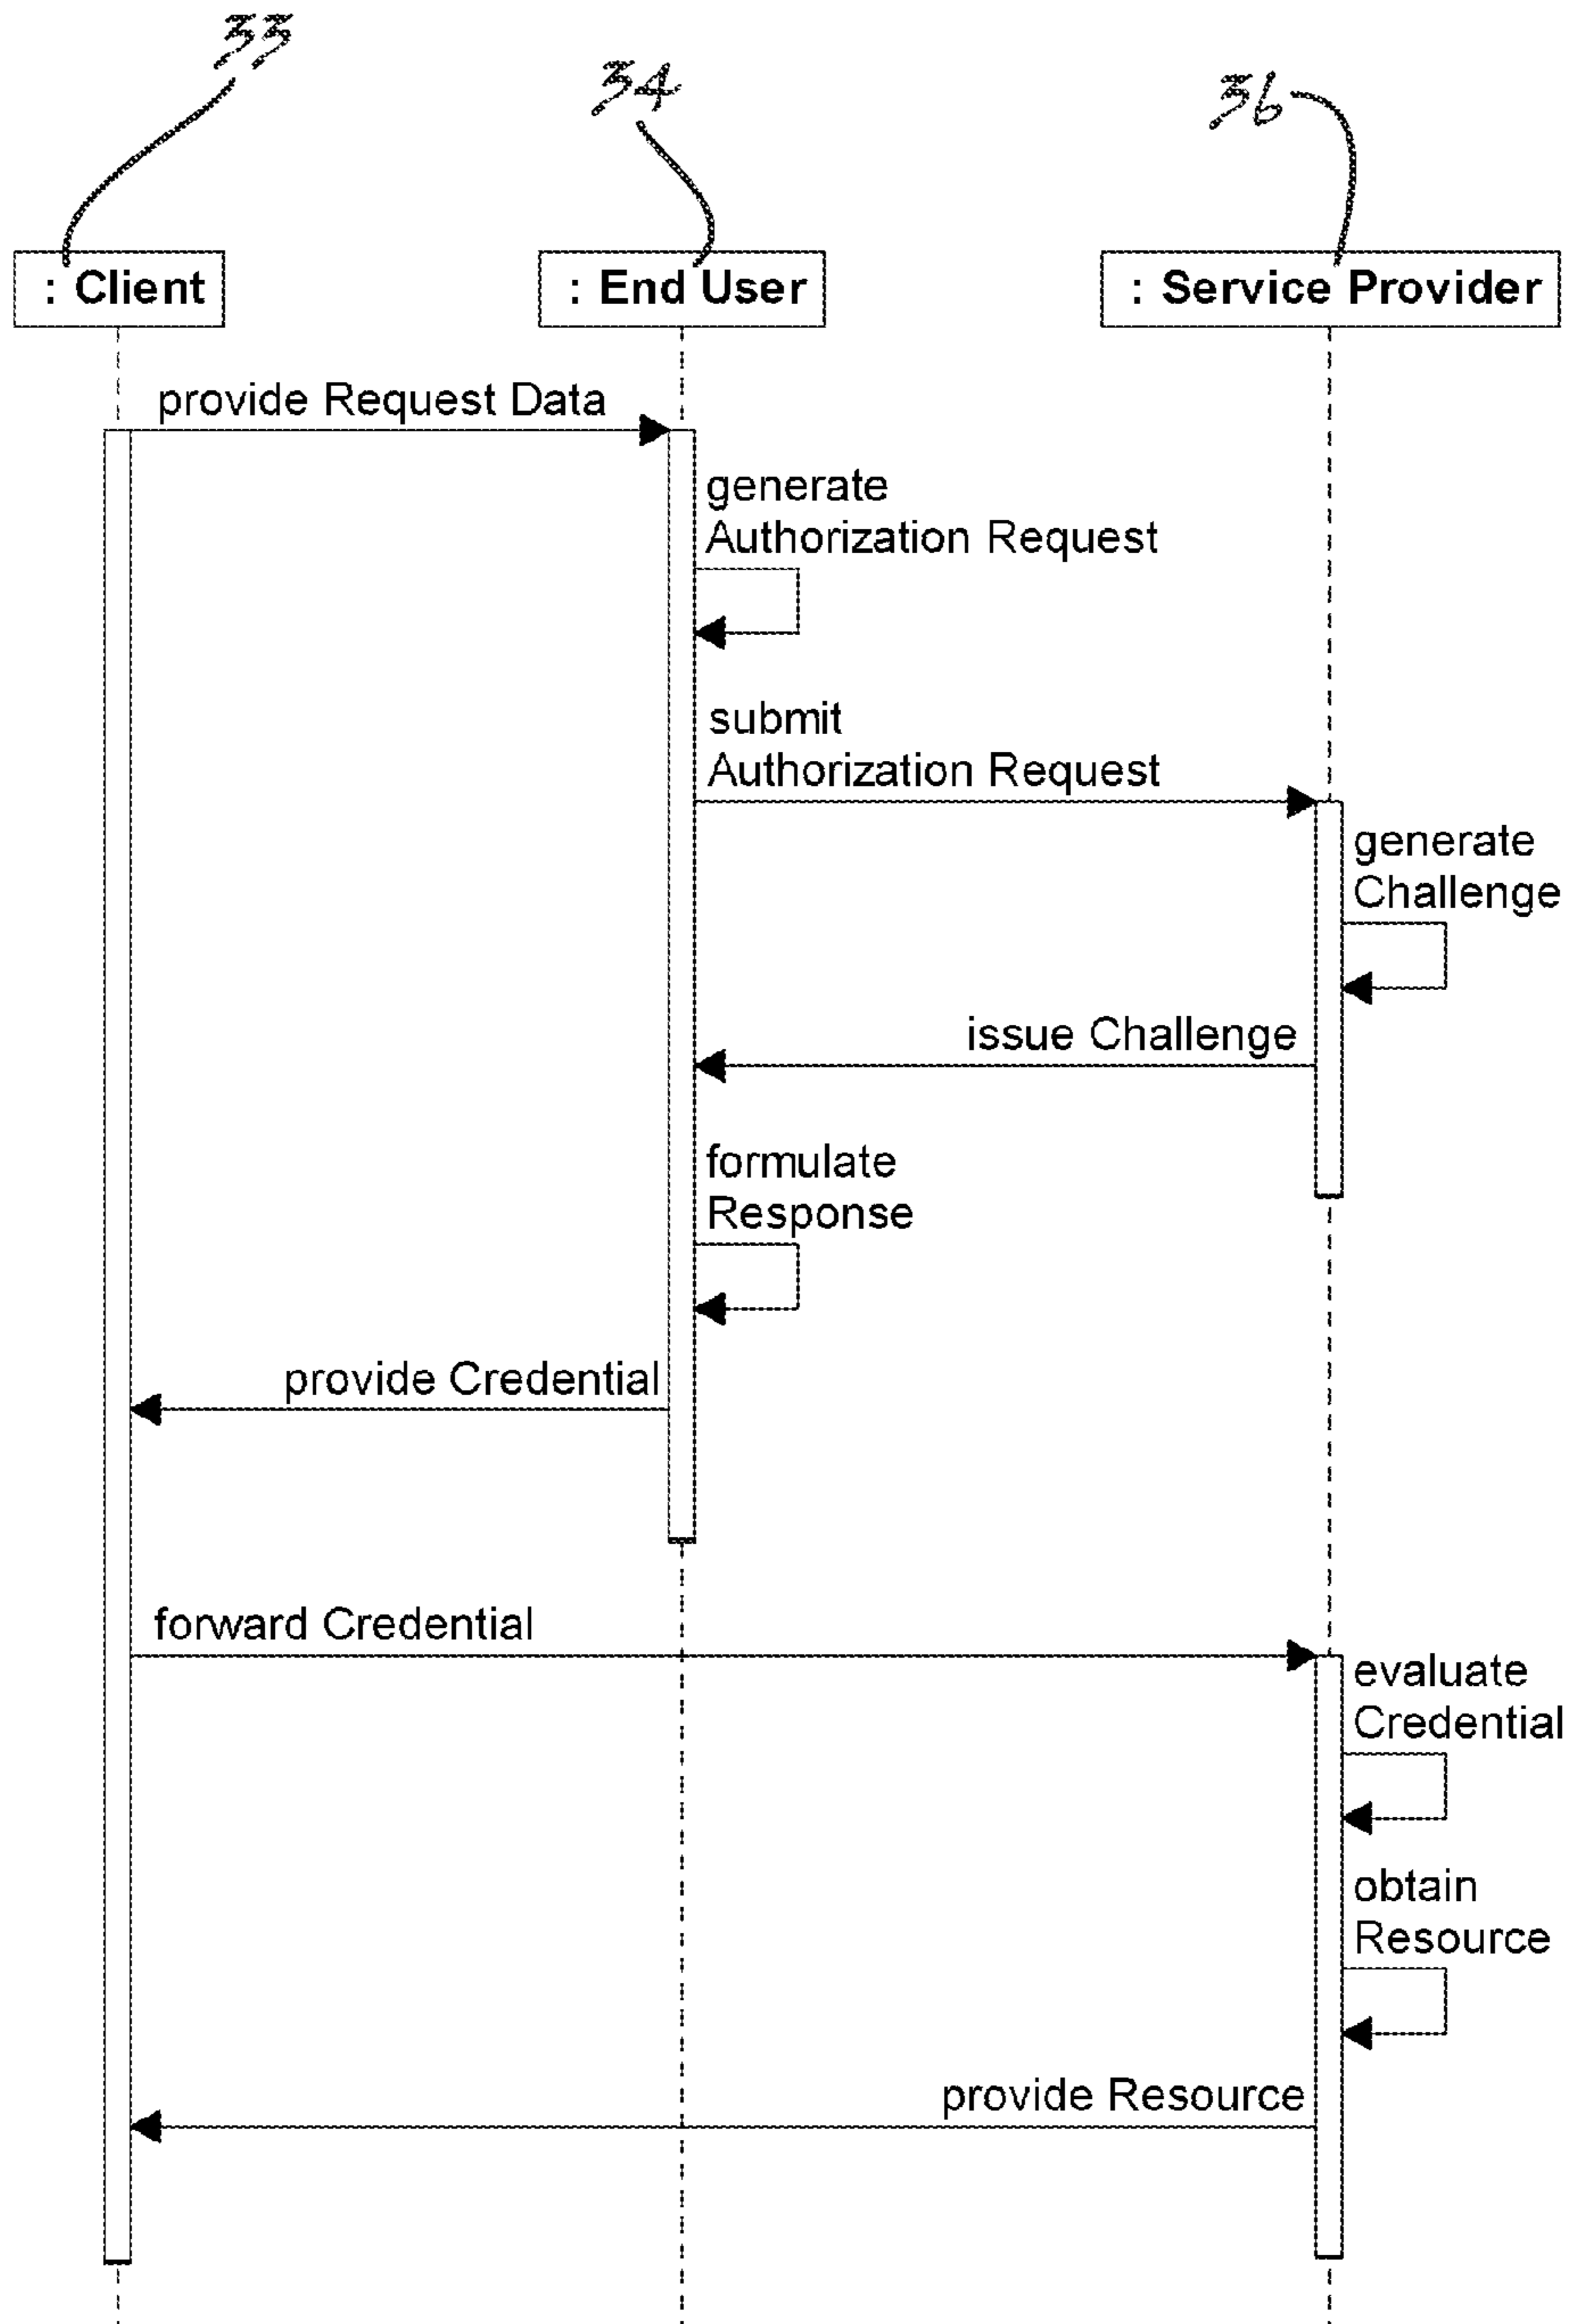 33
34
36
: Client
: End User
: Service Provider
provide Request Data
generate
Authorization Request
submit
Authorization Request
generate
Challenge
issue Challenge
formulate
Response
provide Credential
forward Credential
evaluate
Credential
obtain
Resource
provide Resource